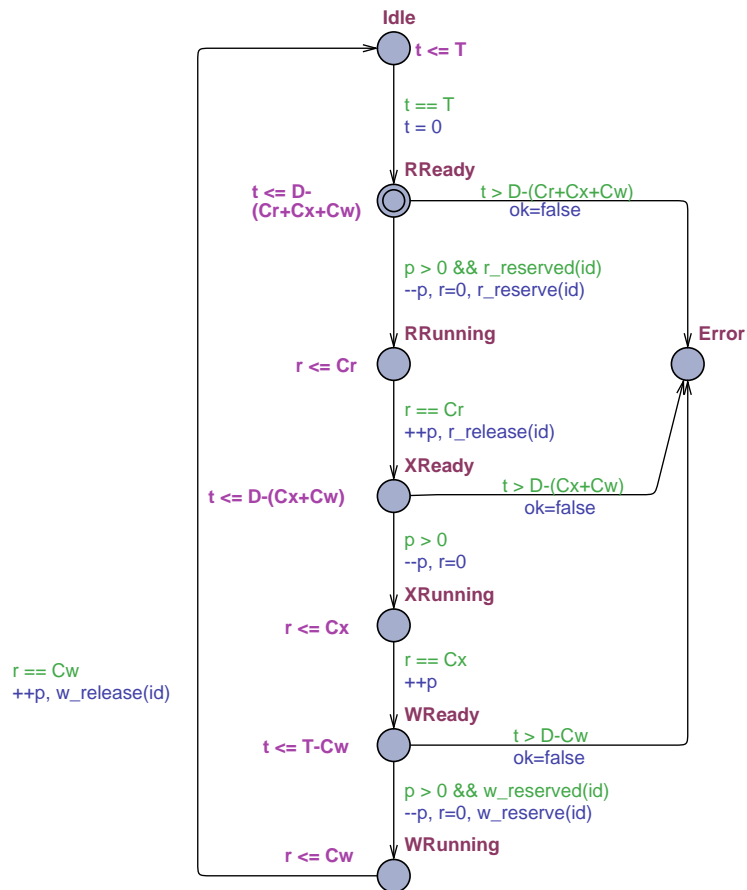 Idle
t <= T
t == T
t = 0
RReady
t <= D-
(Cr+Cx+Cw)
t > D-(Cr+Cx+Cw)
ok=false
p > 0 && r_reserved(id)
--p, r=0, r_reserve(id)
RRunning
Error
r <= Cr
r == Cr
++p, r_release(id)
XReady
t <= D-(Cx+Cw)
t > D-(Cx+Cw)
ok=false
p > 0
--p, r=0
XRunning
r <= Cx
r == Cx
++p
r == Cw
++p, w_release(id)
WReady
t <= T-Cw
t > D-Cw
ok=false
p > 0 && w_reserved(id)
--p, r=0, w_reserve(id)
WRunning
r <= Cw